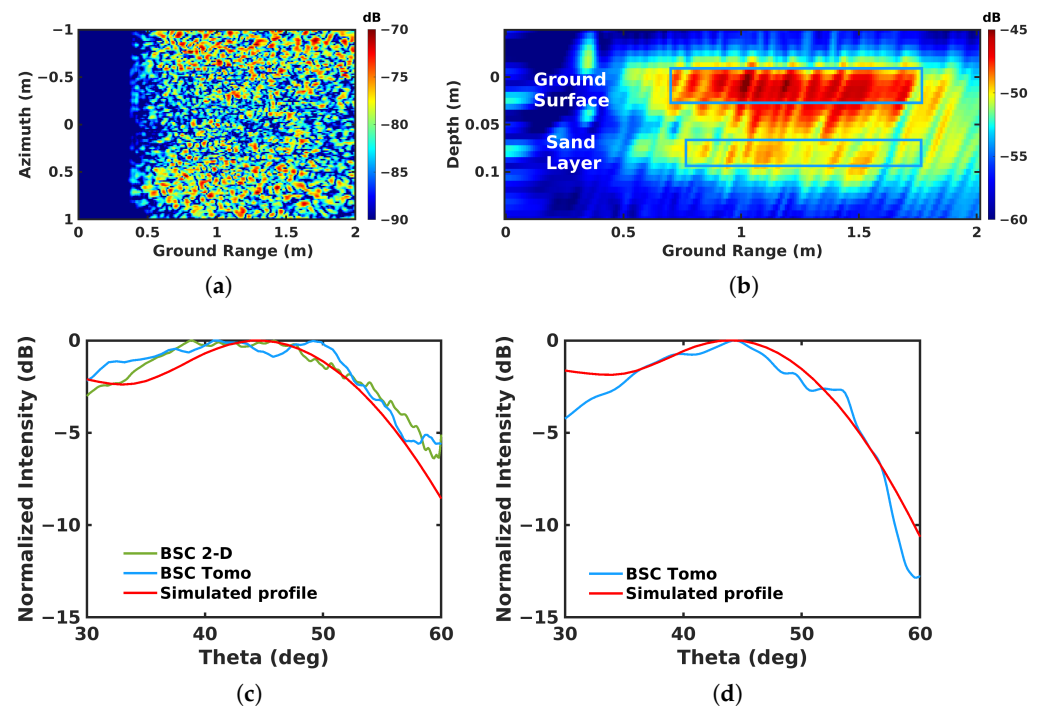 dB
−1
−0.5
0
0.5
1
Azimuth (m)
0 0.5 1 1.5 2
Ground Range (m)
−70
−75
−80
−85
−90
(a)
dB
0
0.05
0.1
Depth (m)
Ground
Surface
Sand
Layer
0 0.5 1 1.5 2
Ground Range (m)
−45
−50
−55
−60
(b)
0
−5
−10
−15
Normalized Intensity (dB)
BSC 2-D
BSC Tomo
Simulated profile
30 40 50 60
Theta (deg)
(c)
0
−5
−10
−15
Normalized Intensity (dB)
BSC Tomo
Simulated profile
30 40 50 60
Theta (deg)
(d)